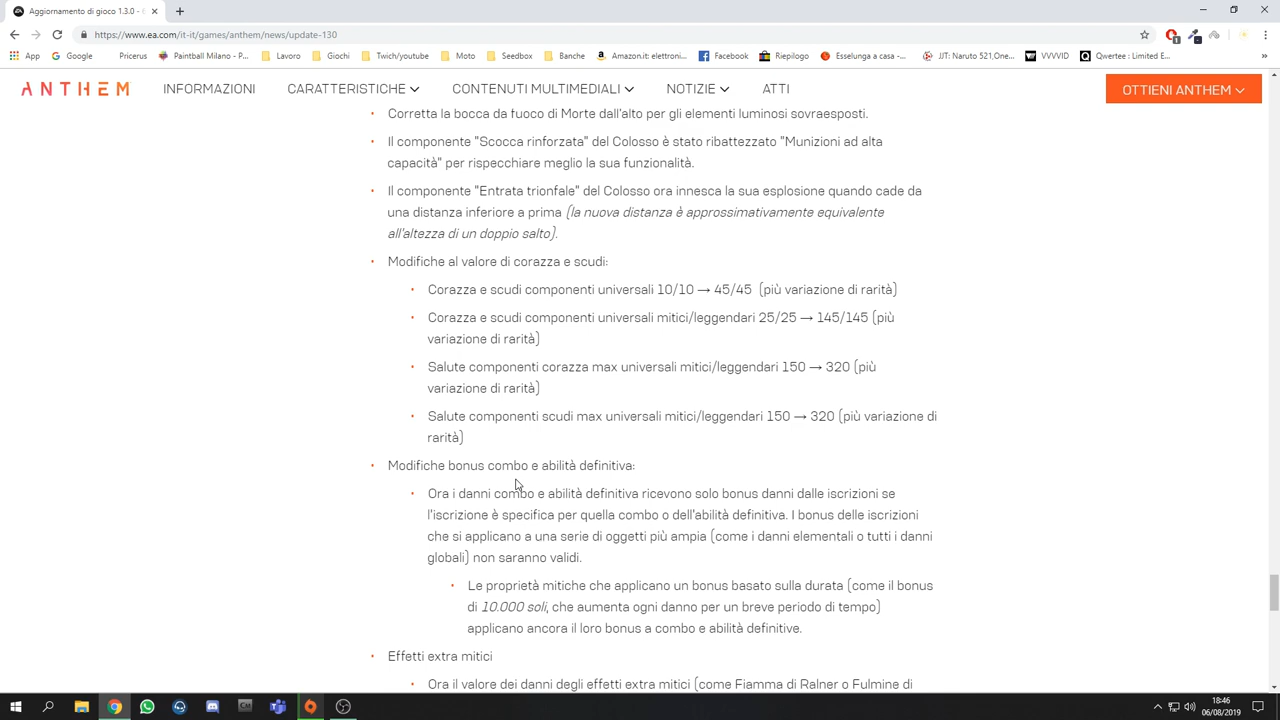 Aggiornamento di gioco 1.3.0 - E
https://www.ea.com/it-it/games/anthem/news/update-130
App
Google
Pricerus
Paintball Milano - P...
Lavoro
Giochi
Twich/youtube
Moto
Seedbox
Banche
Amazon.it: elettroni...
Facebook
Riepilogo
Esselunga a casa -...
JJT: Naruto 521,One...
VVVVID
Qwertee : Limited E...
ANTHEM
INFORMAZIONI
CARATTERISTICHE
CONTENUTI MULTIMEDIALI
NOTIZIE
ATTI
OTTIENI ANTHEM
Corretta la bocca da fuoco di Morte dall'alto per gli elementi luminosi sovraesposti.
Il componente "Scocca rinforzata" del Colosso è stato ribattezzato "Munizioni ad alta
capacità" per rispecchiare meglio la sua funzionalità.
Il componente "Entrata trionfale" del Colosso ora innesca la sua esplosione quando cade da
una distanza inferiore a prima (la nuova distanza è approssimativamente equivalente
all'altezza di un doppio salto).
Modifiche al valore di corazza e scudi:
Corazza e scudi componenti universali 10/10 → 45/45 (più variazione di rarità)
Corazza e scudi componenti universali mitici/leggendari 25/25 → 145/145 (più
variazione di rarità)
Salute componenti corazza max universali mitici/leggendari 150 → 320 (più
variazione di rarità)
Salute componenti scudi max universali mitici/leggendari 150 → 320 (più variazione di
rarità)
Modifiche bonus combo e abilità definitiva:
Ora i danni combo e abilità definitiva ricevono solo bonus danni dalle iscrizioni se
l'iscrizione è specifica per quella combo o dell'abilità definitiva. I bonus delle iscrizioni
che si applicano a una serie di oggetti più ampia (come i danni elementali o tutti i danni
globali) non saranno validi.
Le proprietà mitiche che applicano un bonus basato sulla durata (come il bonus
di 10.000 soli, che aumenta ogni danno per un breve periodo di tempo)
applicano ancora il loro bonus a combo e abilità definitive.
Effetti extra mitici
Ora il valore dei danni degli effetti extra mitici (come Fiamma di Ralner o Fulmine di
18:46
06/08/2019